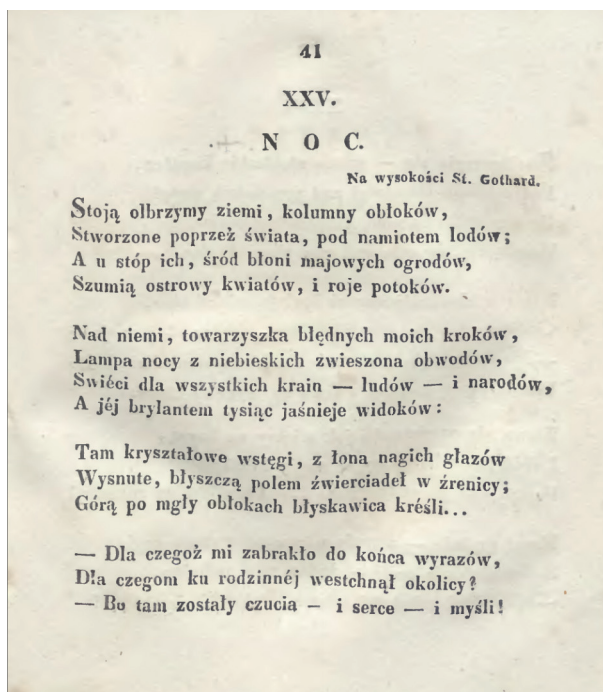 41
XXV.
N O C.
Na wysokości St. Gothard.
Stoją olbrzymy ziemi, kolumny obłoków,
Stworzone poprzeż świata, pod namiotem lodów;
A u stóp ich, śród błoni majowych ogrodów,
Szumią ostrowy kwiatów, i roje potoków.
Nad niemi, towarzyszka błędnych moich kroków,
Lampa nocy z niebieskich zwieszona obwodów,
Swiéci dla wszystkich krain — ludów — i narodów,
A jéj brylantem tysiąc jaśnieje widoków:
Tam kryształowe wstęgi, z łona nagich głazów
Wysnute, błyszczą polem źwierciadeł w źrenicy;
Górą po mgły obłokach błyskawica kréśli...
— Dla czegoż mi zabrakło do końca wyrazów,
Dla czegom ku rodzinnéj westchnął okolicy?
— Bo tam zostały czucia – i serce — i myśli!